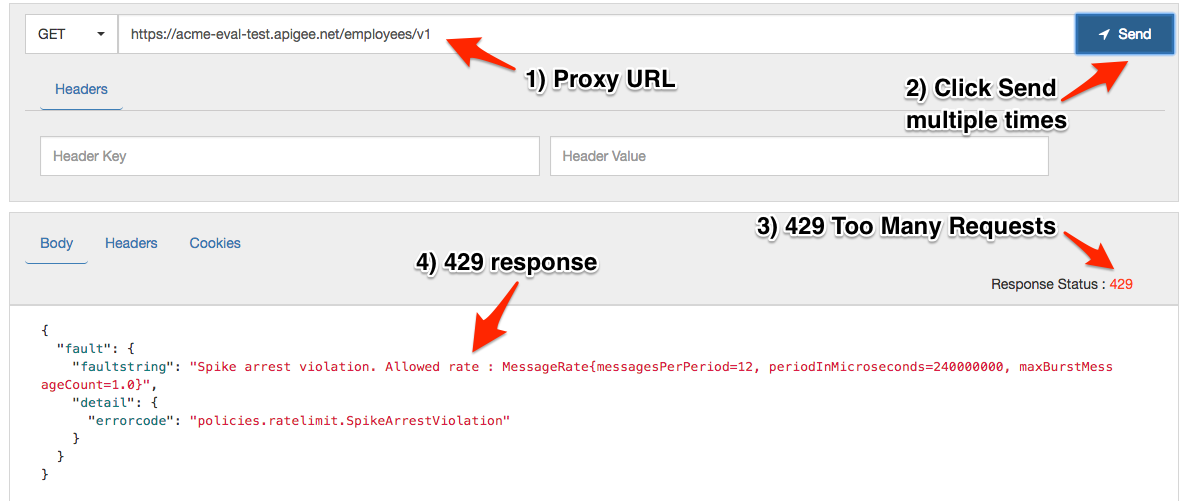 GET
https://acme-eval-test.apigee.net/employees/v1
Send
1) Proxy URL
2) Click Send
multiple times
Headers
Header Key
Header Value
3) 429 Too Many Requests
Body
Headers
Cookies
4) 429 response
Response Status : 429
{
"fault": {
"faultstring": "Spike arrest violation. Allowed rate : MessageRate{messagesPerPeriod=12, periodInMicroseconds=240000000, maxBurstMess
ageCount=1.0}",
"detail": {
"errorcode": "policies.ratelimit.SpikeArrestViolation"
}
}
}